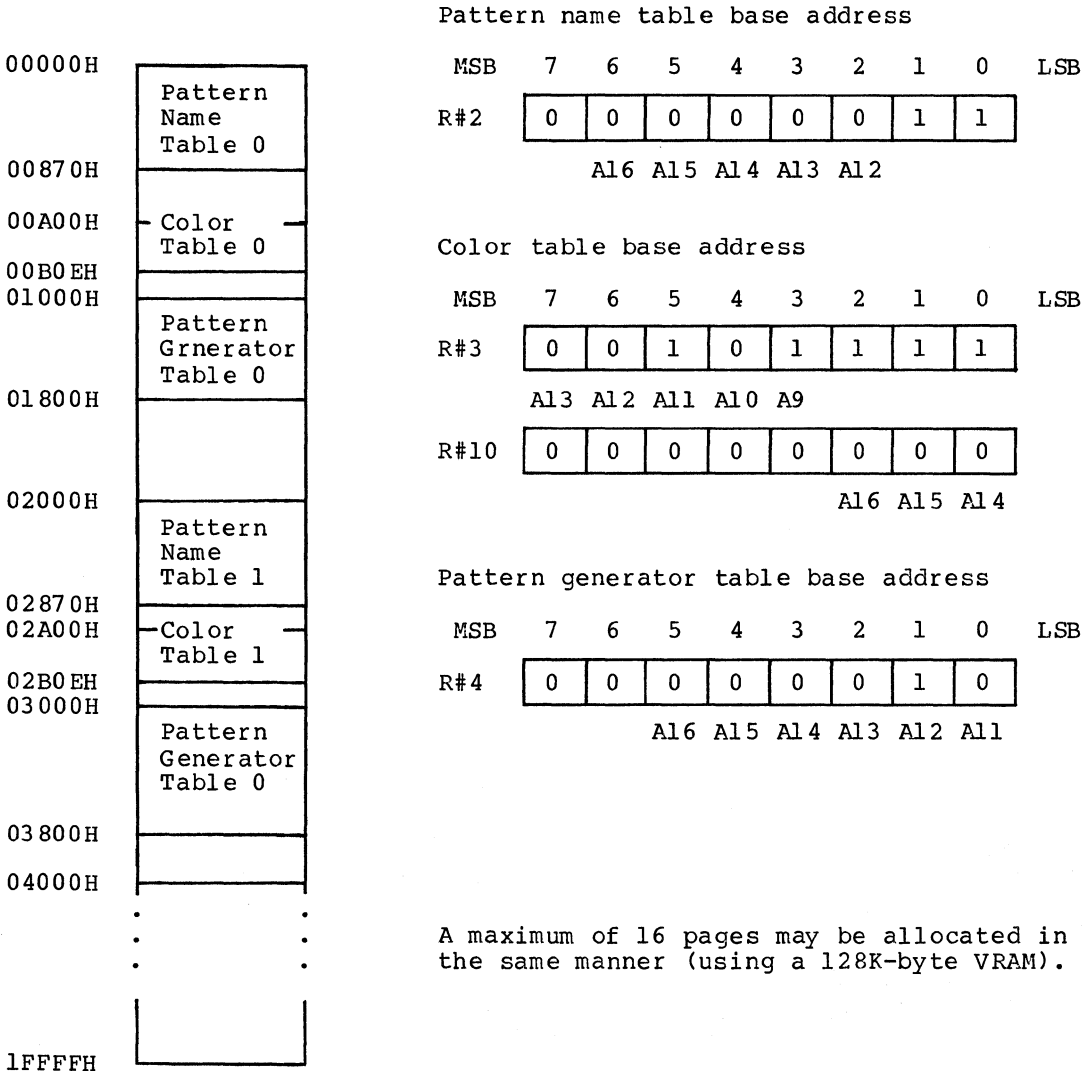 00000H
Pattern
Name
Table 0
00870H
00A00H
Color
Table 0
00B0EH
01000H
Pattern
Grnerator
Table 0
01800H
02000H
Pattern
Name
Table 1
02870H
02A00H
Color
Table 1
02B0EH
03000H
Pattern
Generator
Table 0
03800H
04000H
1FFFFH
Pattern name table base address
MSB 7 6 5 4 3 2 1 0 LSB
R#2 0 0 0 0 0 0 1 1
A16 A15 A14 A13 A12
Color table base address
MSB 7 6 5 4 3 2 1 0 LSB
R#3 0 0 1 0 1 1 1 1
A13 A12 A11 A10 A9
R#10 0 0 0 0 0 0 0 0
A16 A15 A14
Pattern generator table base address
MSB 7 6 5 4 3 2 1 0 LSB
R#4 0 0 0 0 0 0 1 0
A16 A15 A14 A13 A12 A11
A maximum of 16 pages may be allocated in
the same manner (using a 128K-byte VRAM).